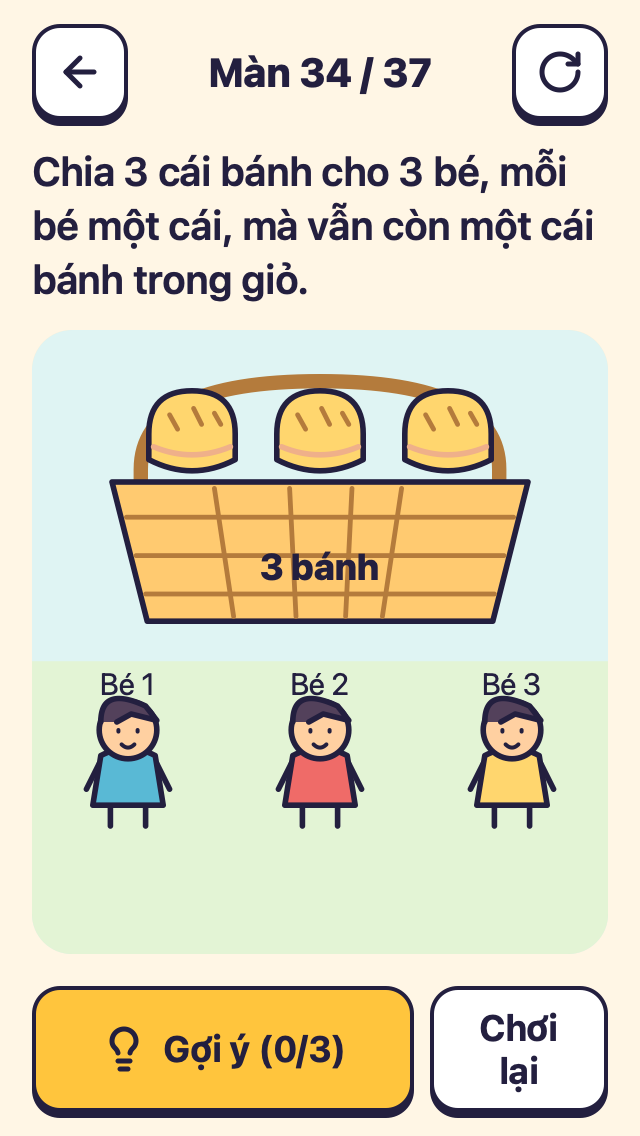 Màn 34 / 37
Chia 3 cái bánh cho 3 bé, mỗi
bé một cái, mà vẫn còn một cái
bánh trong giỏ.
3 bánh
Bé 1
Bé 2
Bé 3
Gợi ý (0/3)
Chơi
lại